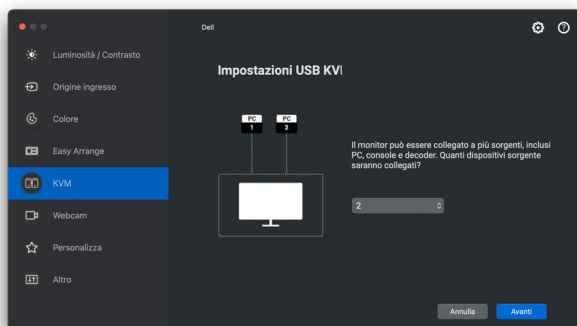 Dell
Luminosità / Contrasto
Origine ingresso
Colore
Easy Arrange
KVM
Webcam
Personalizza
Altro
Impostazioni USB KV
PC
1
PC
2
Il monitor può essere collegato a più sorgenti, inclusi
PC, console e decoder. Quanti dispositivi sorgente
saranno collegati?
2
Annulla
Avanti